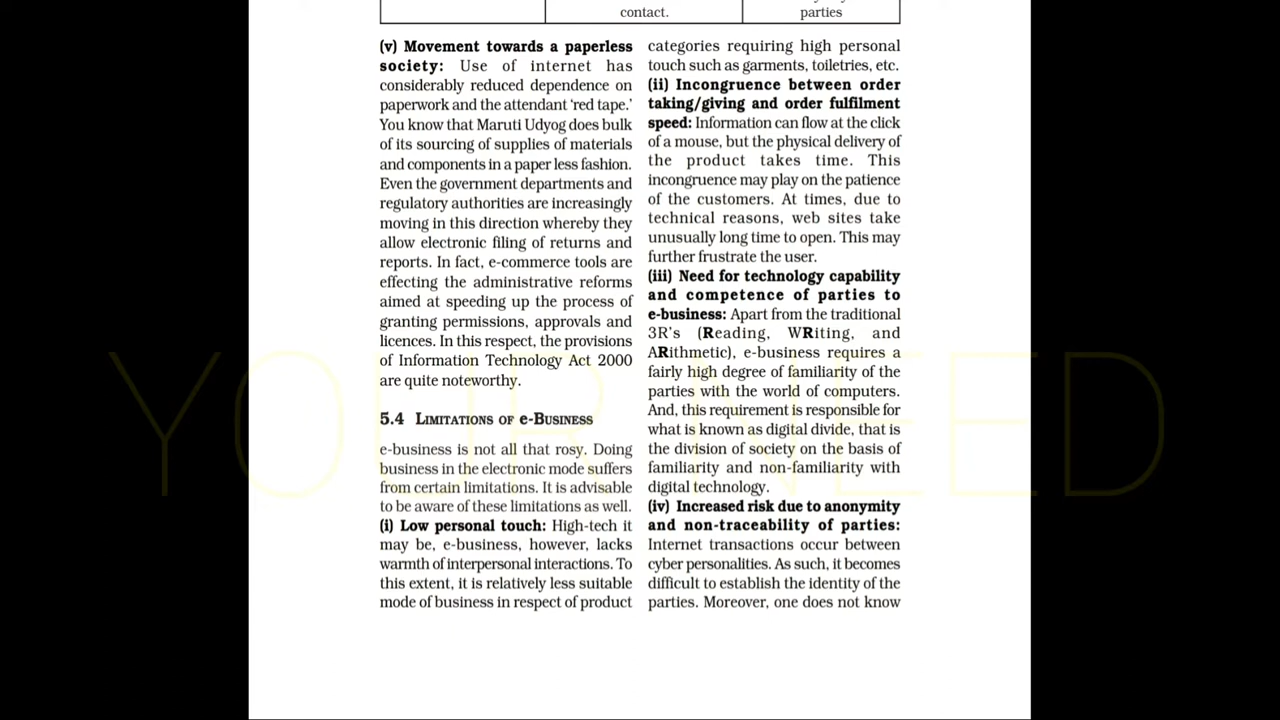 contact.
parties
(v) Movement towards a paperless
society: Use of internet has
considerably reduced dependence on
paperwork and the attendant ‘red tape.’
You know that Maruti Udyog does bulk
of its sourcing of supplies of materials
and components in a paper less fashion.
Even the government departments and
regulatory authorities are increasingly
moving in this direction whereby they
allow electronic filing of returns and
reports. In fact, e-commerce tools are
effecting the administrative reforms
aimed at speeding up the process of
granting permissions, approvals and
licences. In this respect, the provisions
of Information Technology Act 2000
are quite noteworthy.
5.4 LIMITATIONS OF e-BUSINESS
e-business is not all that rosy. Doing
business in the electronic mode suffers
from certain limitations. It is advisable
to be aware of these limitations as well.
(i) Low personal touch: High-tech it
may be, e-business, however, lacks
warmth of interpersonal interactions. To
this extent, it is relatively less suitable
mode of business in respect of product
categories requiring high personal
touch such as garments, toiletries, etc.
(ii) Incongruence between order
taking/giving and order fulfilment
speed: Information can flow at the click
of a mouse, but the physical delivery of
the product takes time. This
incongruence may play on the patience
of the customers. At times, due to
technical reasons, web sites take
unusually long time to open. This may
further frustrate the user.
(iii) Need for technology capability
and competence of parties to
e-business: Apart from the traditional
3R's (Reading, WRiting, and
ARithmetic), e-business requires a
fairly high degree of familiarity of the
parties with the world of computers.
And, this requirement is responsible for
what is known as digital divide, that is
the division of society on the basis of
familiarity and non-familiarity with
digital technology.
(iv) Increased risk due to anonymity
and non-traceability of parties:
Internet transactions occur between
cyber personalities. As such, it becomes
difficult to establish the identity of the
parties. Moreover, one does not know
YOUR NEED